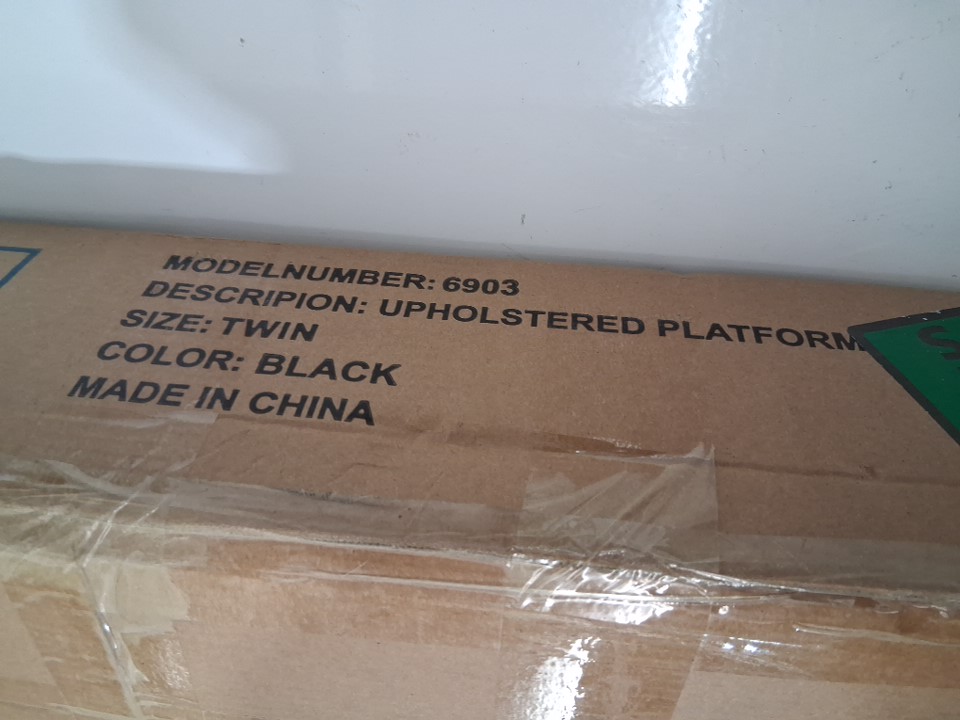 MODELNUMBER: 6903
DESCRIPION: UPHOLSTERED PLATFORM
SIZE: TWIN
COLOR: BLACK
MADE IN CHINA